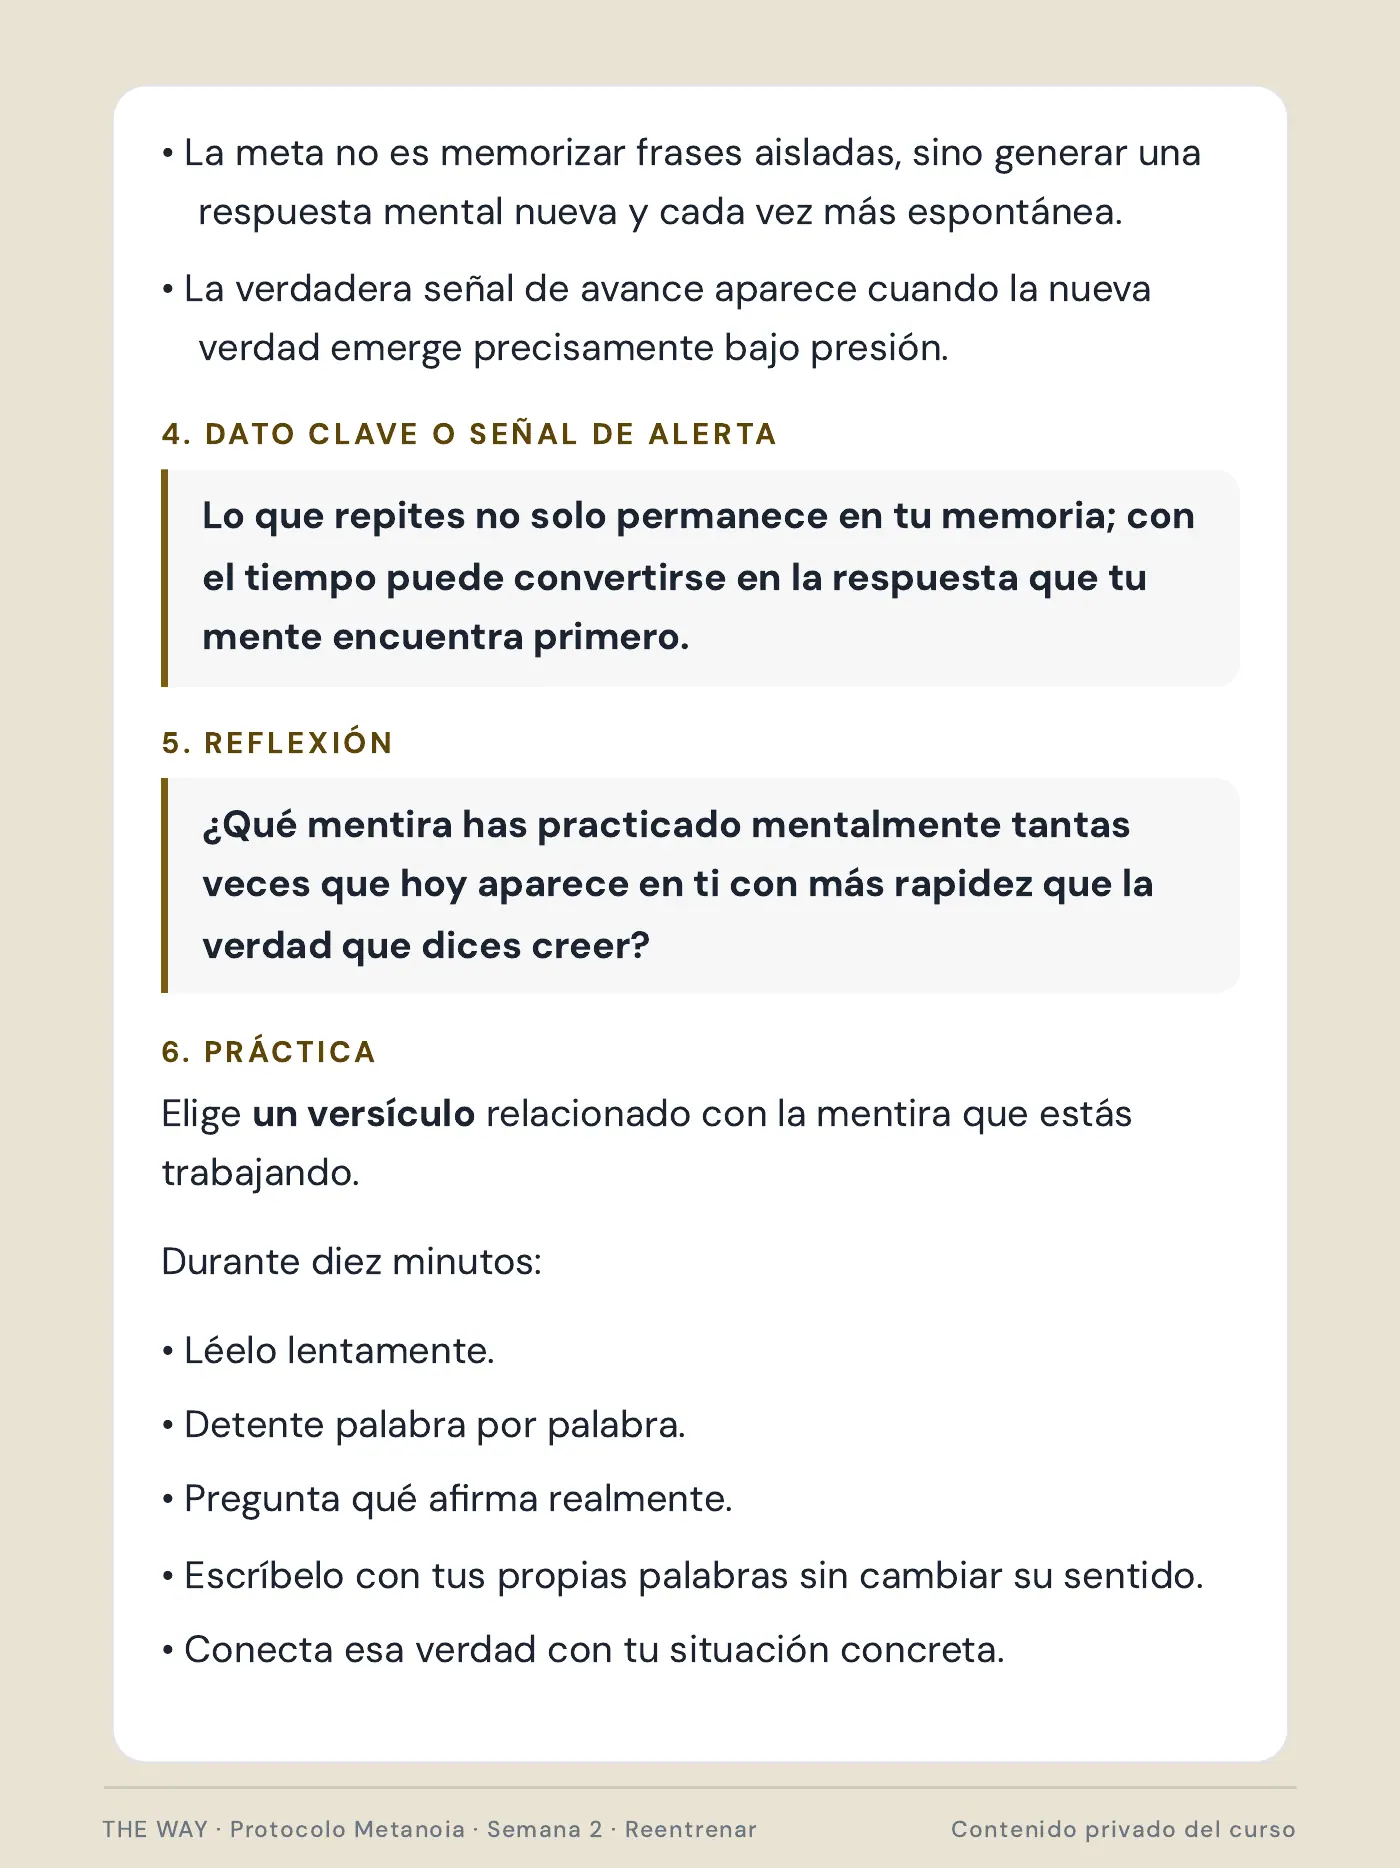 • La meta no es memorizar frases aisladas, sino generar una
respuesta mental nueva y cada vez más espontánea.
• La verdadera señal de avance aparece cuando la nueva
verdad emerge precisamente bajo presión.
4. DATO CLAVE O SEÑAL DE ALERTA
Lo que repites no solo permanece en tu memoria; con
el tiempo puede convertirse en la respuesta que tu
mente encuentra primero.
5. REFLEXIÓN
¿Qué mentira has practicado mentalmente tantas
veces que hoy aparece en ti con más rapidez que la
verdad que dices creer?
6. PRÁCTICA
Elige un versículo relacionado con la mentira que estás
trabajando.
Durante diez minutos:
• Léelo lentamente.
• Detente palabra por palabra.
• Pregunta qué afirma realmente.
• Escríbelo con tus propias palabras sin cambiar su sentido.
• Conecta esa verdad con tu situación concreta.
THE WAY · Protocolo Metanoia · Semana 2 · Reentrenar
Contenido privado del curso